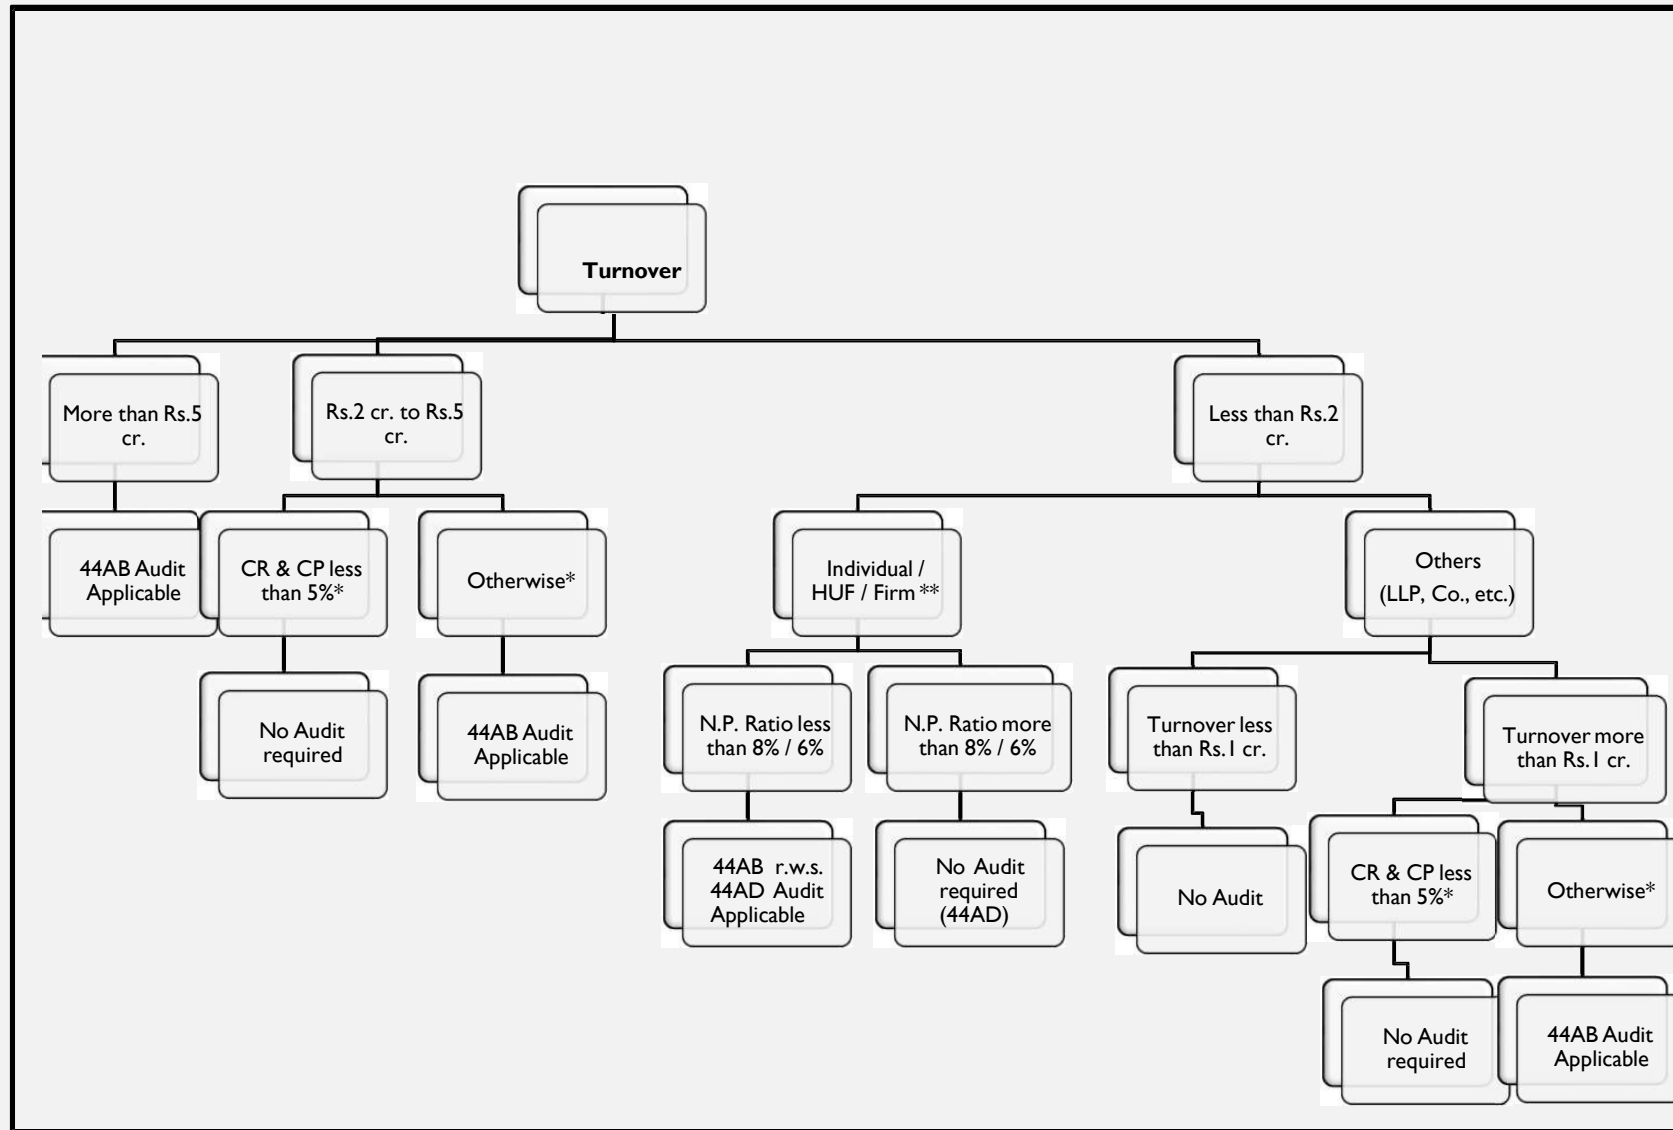 Turnover
More than Rs.5
cr.
Rs.2 cr. to Rs.5
cr.
Less than Rs.2
cr.
44AB Audit
Applicable
CR & CP less
than 5%*
Otherwise*
Individual /
HUF / Firm **
Others
(LLP, Co., etc.)
No Audit
required
44AB Audit
Applicable
N.P. Ratio less
than 8% / 6%
N.P. Ratio more
than 8% / 6%
Turnover less
than Rs.1 cr.
Turnover more
than Rs.1 cr.
44AB r.w.s.
44AD Audit
Applicable
No Audit
required
(44AD)
No Audit
CR & CP less
than 5%*
Otherwise*
No Audit
required
44AB Audit
Applicable